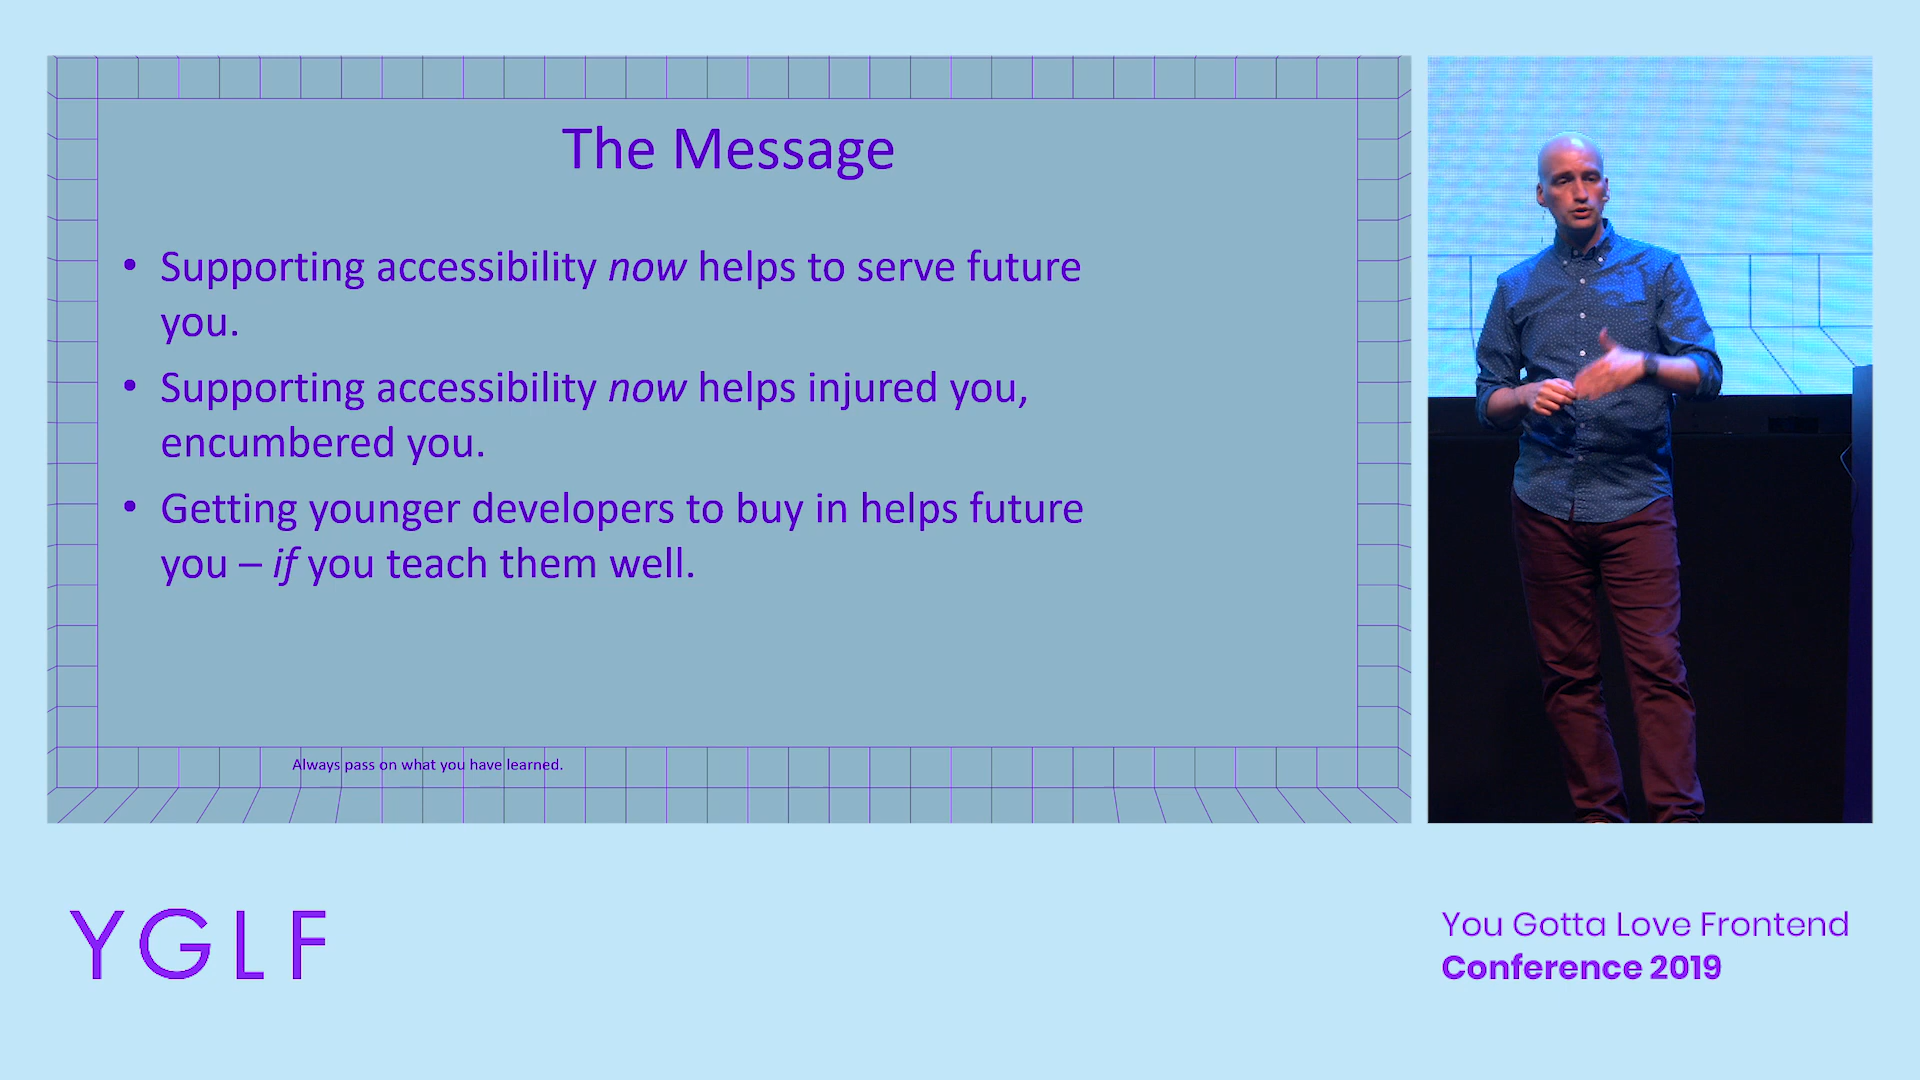 The Message
• Supporting accessibility now helps to serve future
you.
• Supporting accessibility now helps injured you,
encumbered you.
• Getting younger developers to buy in helps future
you – if you teach them well.
Always pass on what you have learned.
YGLF
You Gotta Love Frontend
Conference 2019